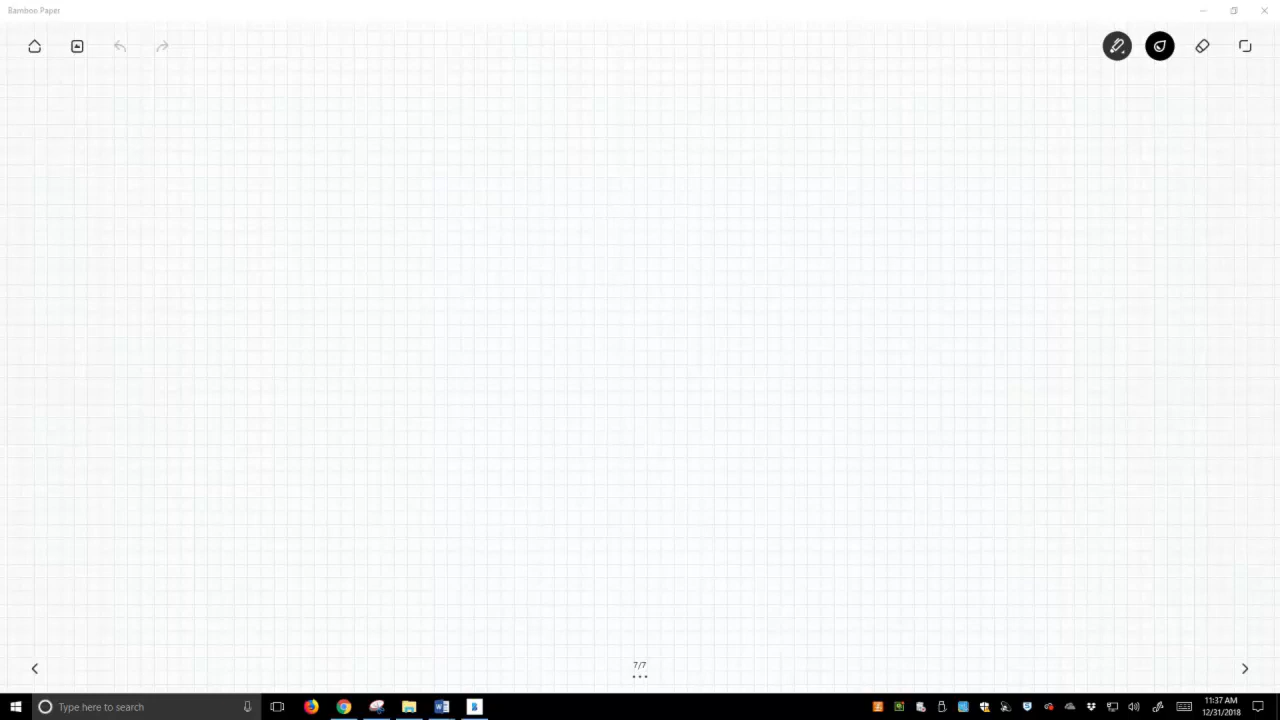 Bamboo Paper
7/7
Type here to search
11:37 AM
12/31/2018